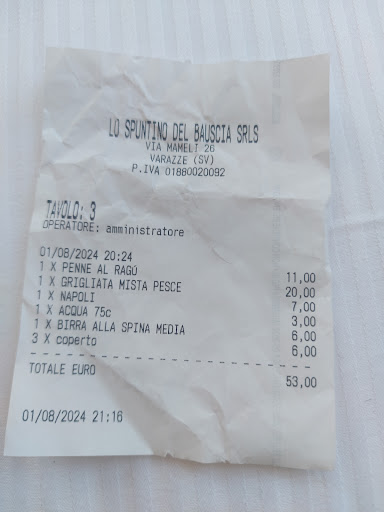 LO SPUNTINO DEL BAUSCIA SRLS
VIA MAMELI 26
VARAZZE (SV)
P.IVA 01880020092
TAVOLO: 3
OPERATORE: amministratore
01/08/2024 20:24
1 X PENNE AL RAGÚ 11,00
1 X GRIGLIATA MISTA PESCE 20,00
1 X NAPOLI 7,00
1 X ACQUA 75c 3,00
1 X BIRRA ALLA SPINA MEDIA 6,00
3 X coperto 6,00
TOTALE EURO 53,00
01/08/2024 21:16